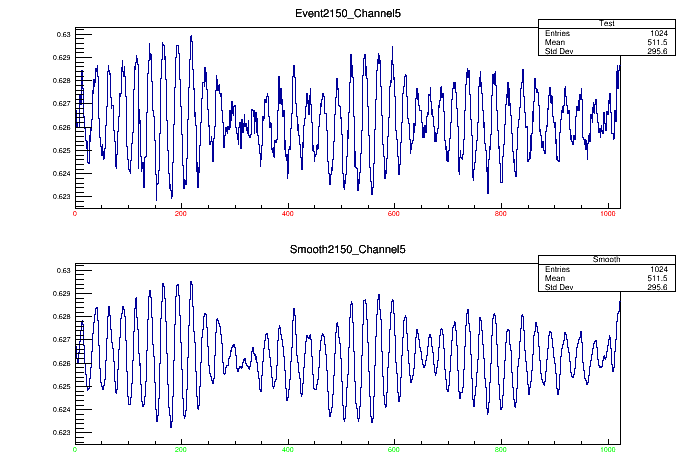 Event2150_Channel5
Test
Entries 1024
Mean 511.5
Std Dev 295.6
0.63
0.629
0.628
0.627
0.626
0.625
0.624
0.623
0 200 400 600 800 1000
Smooth2150_Channel5
Smooth
Entries 1024
Mean 511.5
Std Dev 295.6
0.63
0.629
0.628
0.627
0.626
0.625
0.624
0.623
0 200 400 600 800 1000